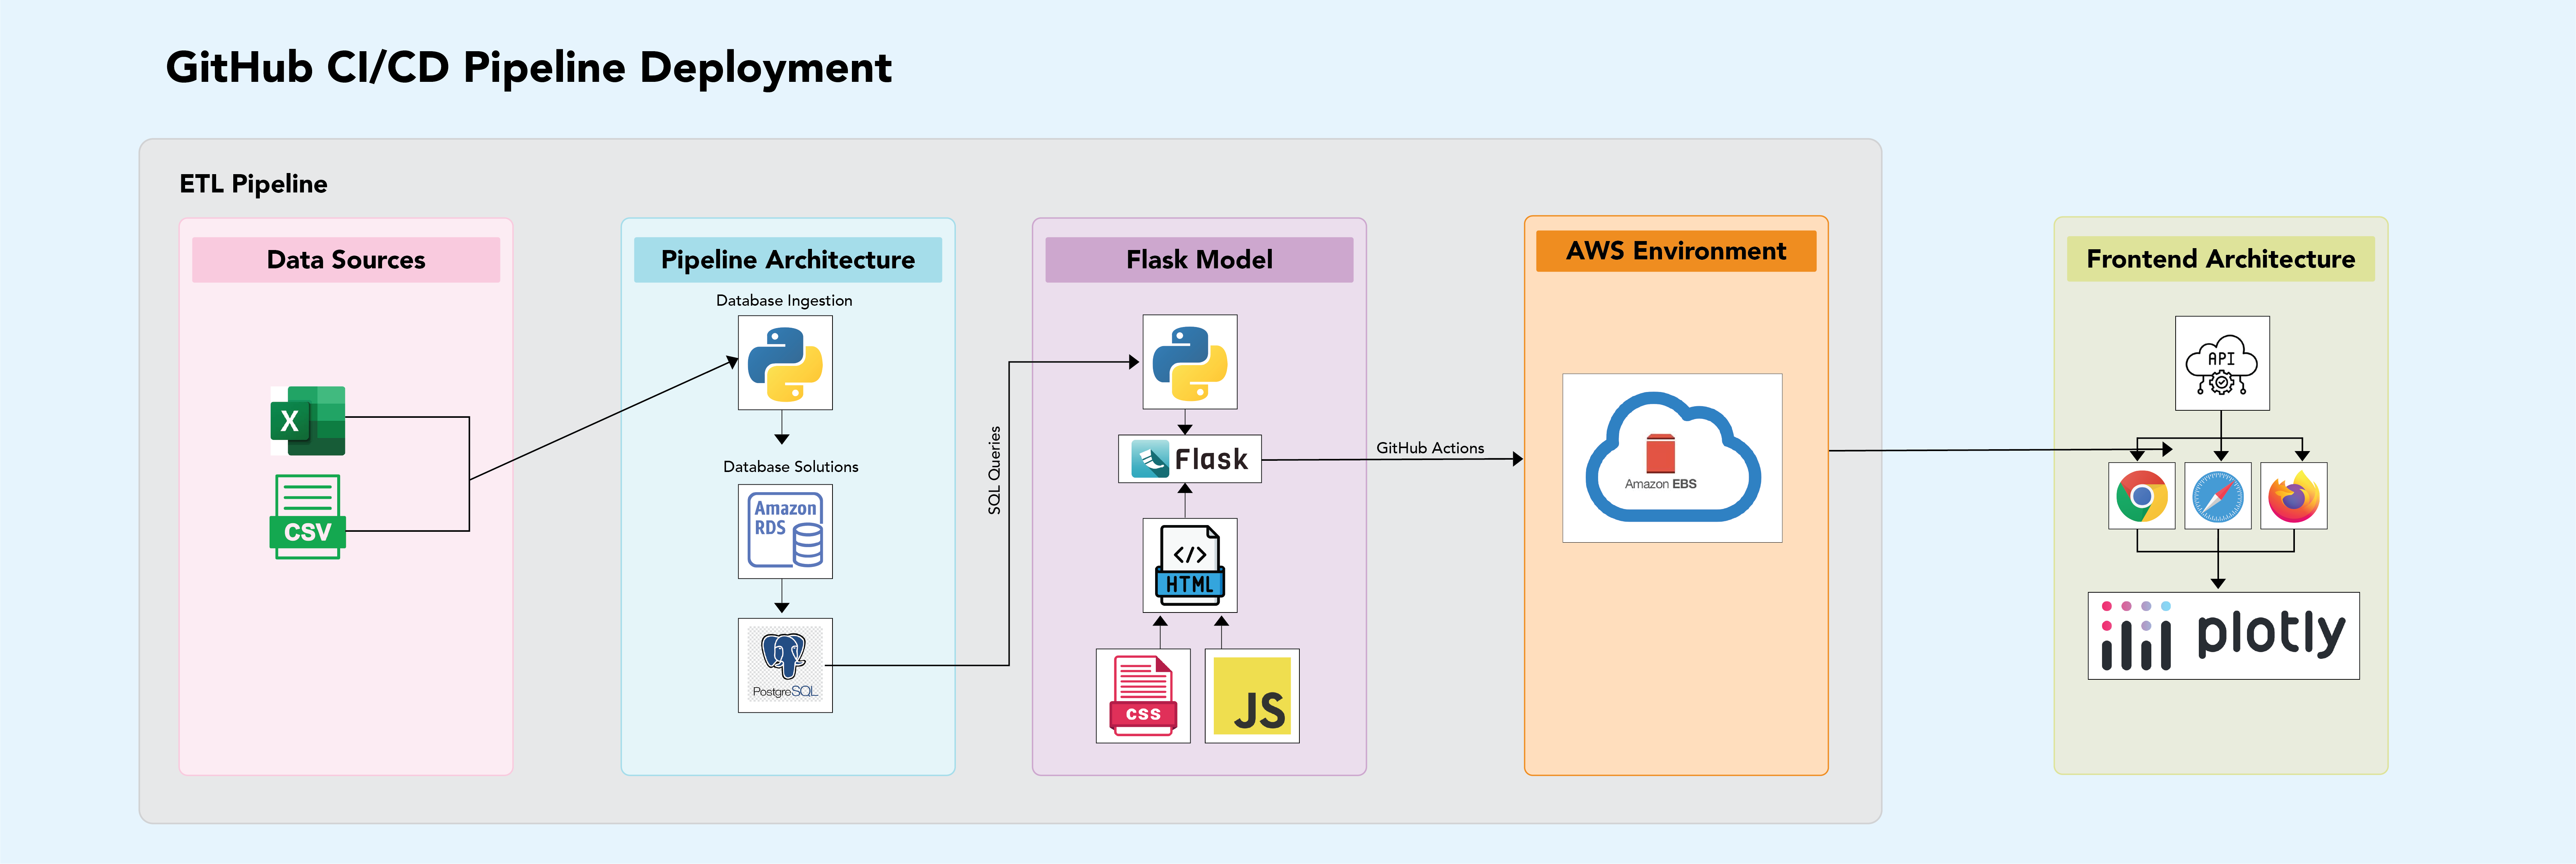 GitHub CI/CD Pipeline Deployment
ETL Pipeline
Data Sources
X
CSV
Pipeline Architecture
Database Ingestion
Database Solutions
Amazon
RDS
PostgreSQL
SQL Queries
Flask Model
Flask
</>
HTML
css
JS
GitHub Actions
AWS Environment
Amazon EBS
Frontend Architecture
API
plotly